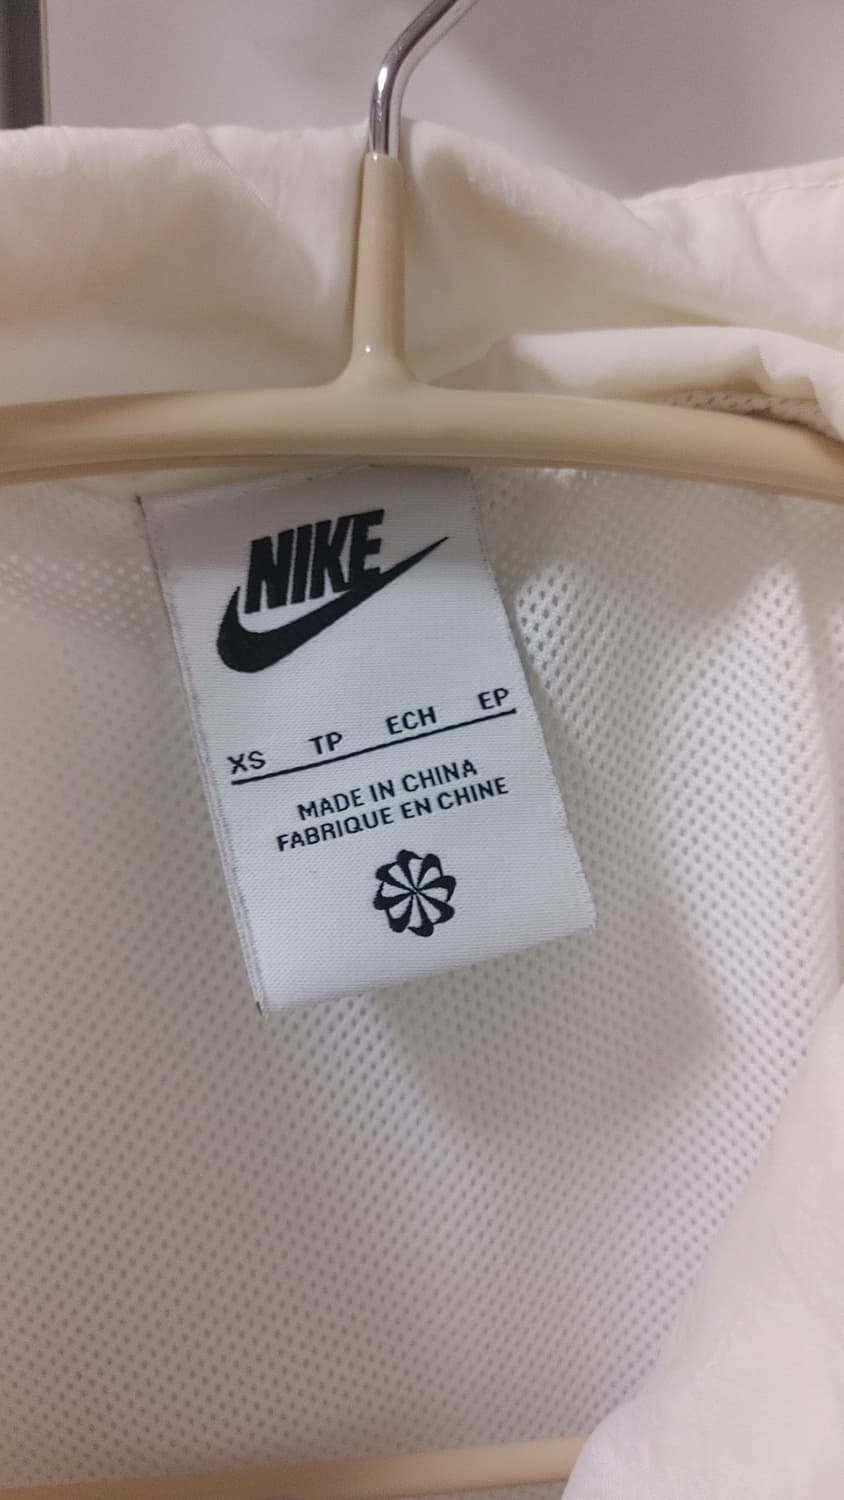 NIKE
XS TP ECH EP
MADE IN CHINA
FABRIQUE EN CHINE